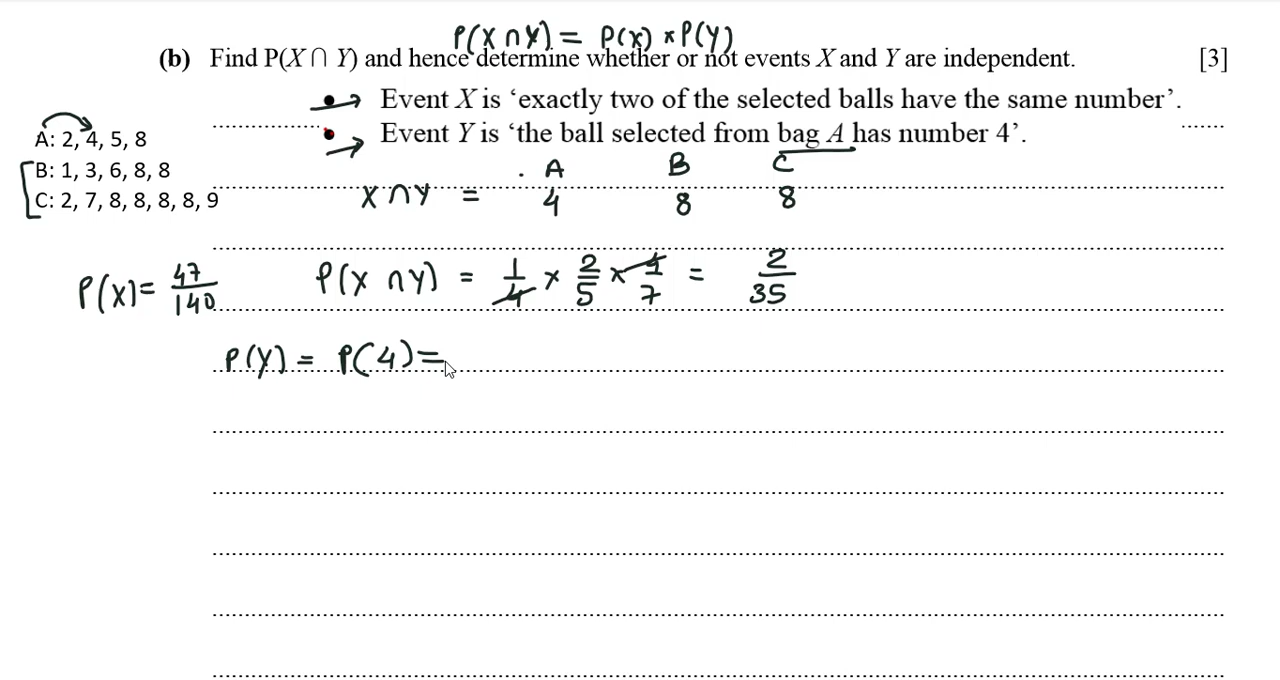 P(X ∩ Y) = P(X) * P(Y)
(b) Find P(X ∩ Y) and hence determine whether or not events X and Y are independent. [3]
Event X is ‘exactly two of the selected balls have the same number’.
Event Y is ‘the ball selected from bag A has number 4’.
A: 2, 4, 5, 8
B: 1, 3, 6, 8, 8
C: 2, 7, 8, 8, 8, 8, 9
A B C
X ∩ Y = 4 8 8
P(X) = 47/140
P(X ∩ Y) = 1/4 × 2/5 × 4/7 = 2/35
P(Y) = P(4) =